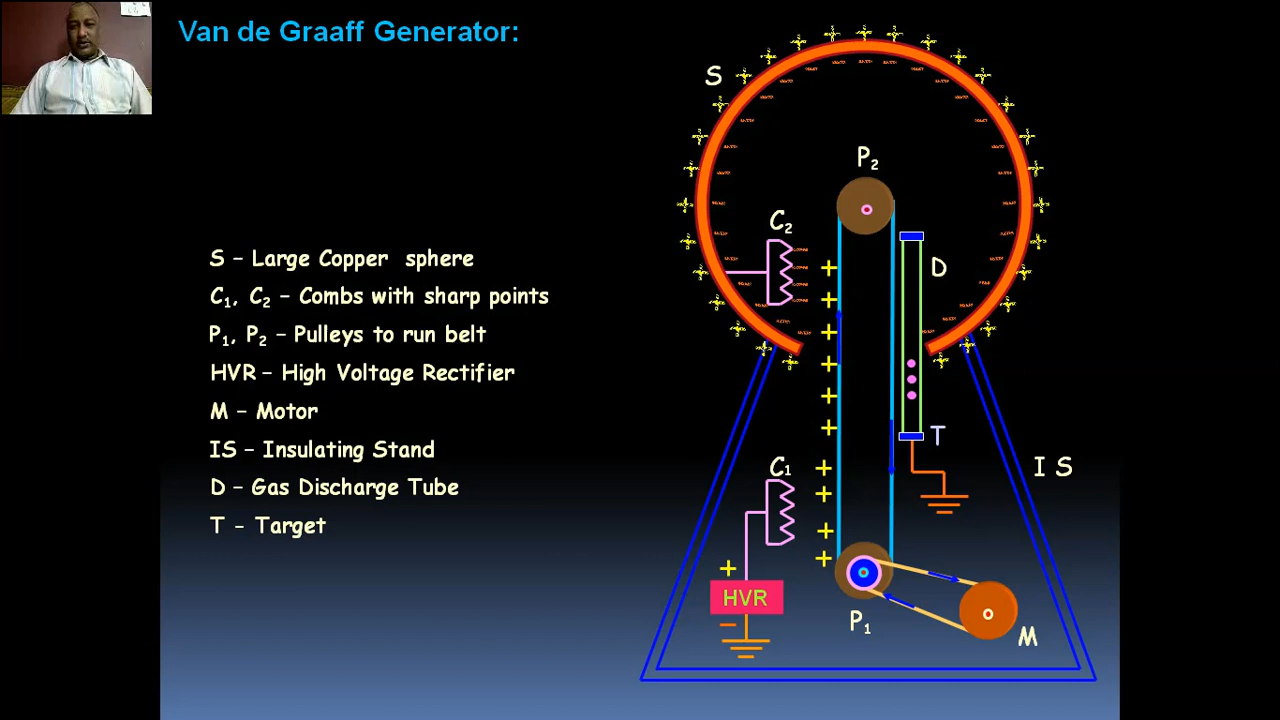 Van de Graaff Generator:
S – Large Copper sphere
C₁, C₂ – Combs with sharp points
P₁, P₂ – Pulleys to run belt
HVR – High Voltage Rectifier
M – Motor
IS – Insulating Stand
D – Gas Discharge Tube
T – Target
S
P₂
C₂
D
T
C₁
I S
HVR
P₁
M